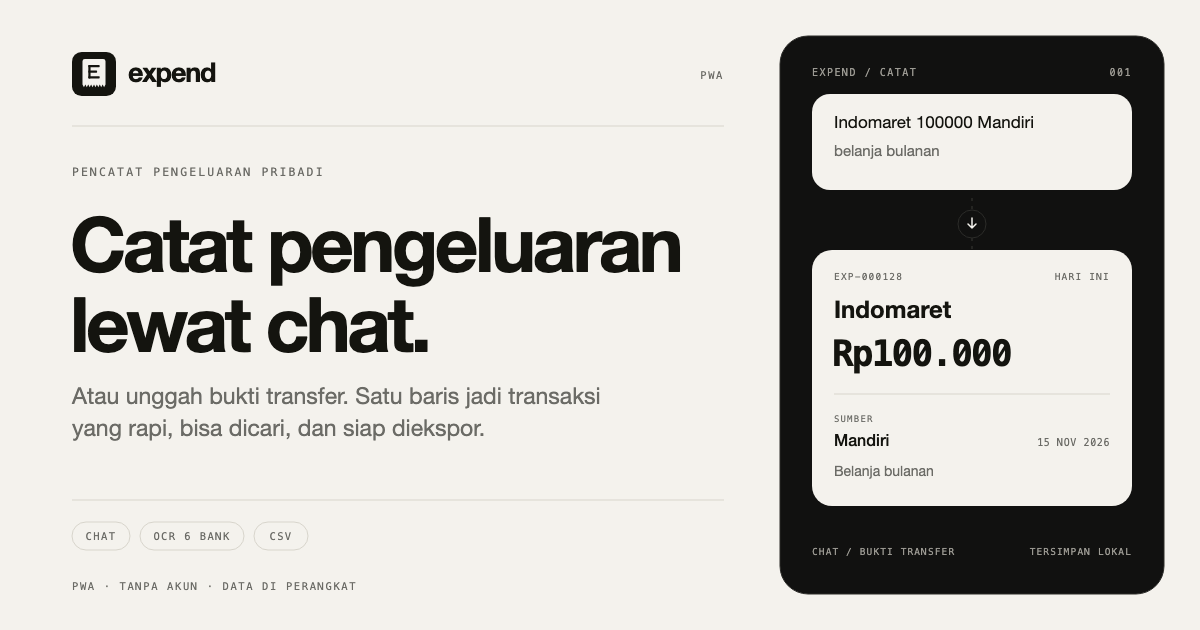 E
expend
PWA
PENCATAT PENGELUARAN PRIBADI
Catat pengeluaran
lewat chat.
Atau unggah bukti transfer. Satu baris jadi transaksi
yang rapi, bisa dicari, dan siap diekspor.
CHAT
OCR 6 BANK
CSV
PWA · TANPA AKUN · DATA DI PERANGKAT
EXPEND / CATAT
001
Indomaret 100000 Mandiri
belanja bulanan
EXP-000128
HARI INI
Indomaret
Rp100.000
SUMBER
Mandiri
15 NOV 2026
Belanja bulanan
CHAT / BUKTI TRANSFER
TERSIMPAN LOKAL